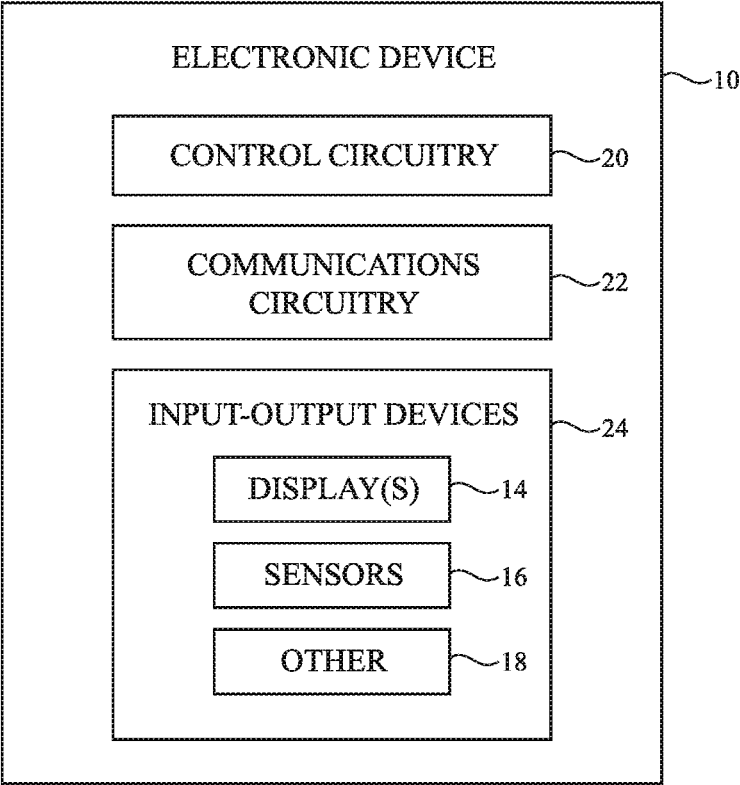 ELECTRONIC DEVICE
10
CONTROL CIRCUITRY
20
COMMUNICATIONS
CIRCUITRY
22
INPUT-OUTPUT DEVICES
24
DISPLAY(S)
14
SENSORS
16
OTHER
18